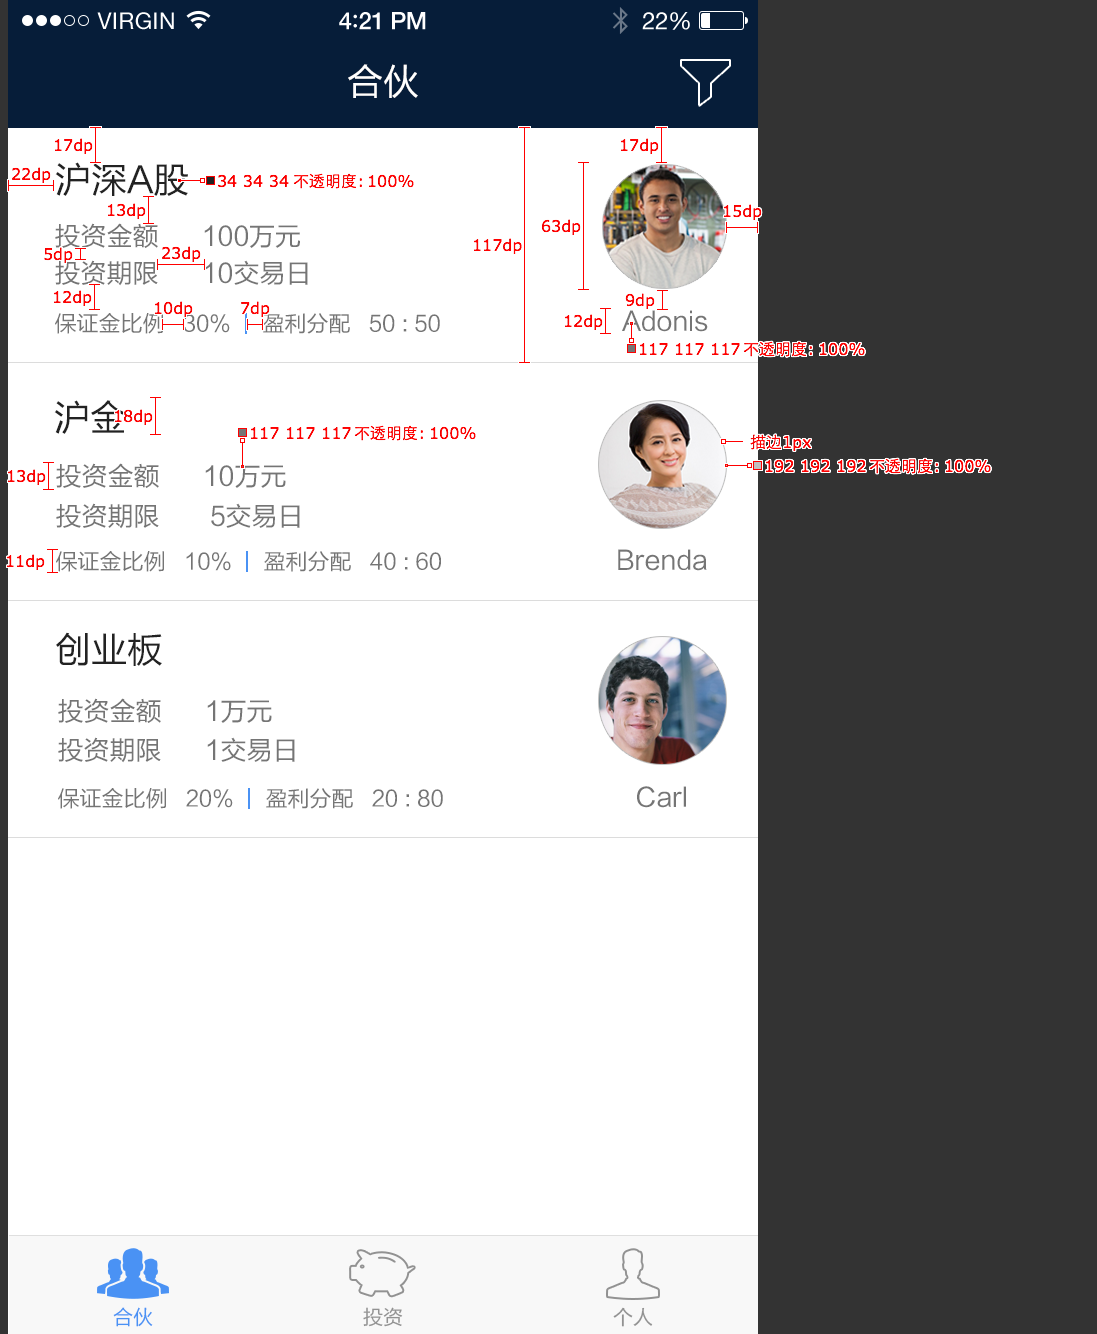 VIRGIN 4:21 PM 22%
合伙
17dp 17dp
22dp 沪深A股 34 34 34 不透明度: 100%
13dp 63dp 15dp
投资金额 100万元 117dp
5dp 23dp
投资期限 10交易日
12dp 10dp 7dp 9dp
保证金比例 30% 盈利分配 50 : 50 12dp Adonis
117 117 117 不透明度: 100%
沪金 18dp
117 117 117 不透明度: 100% 描边1px
13dp 投资金额 10万元 192 192 192 不透明度: 100%
投资期限 5交易日
11dp 保证金比例 10% 盈利分配 40 : 60 Brenda
创业板
投资金额 1万元
投资期限 1交易日
保证金比例 20% 盈利分配 20 : 80 Carl
合伙 投资 个人